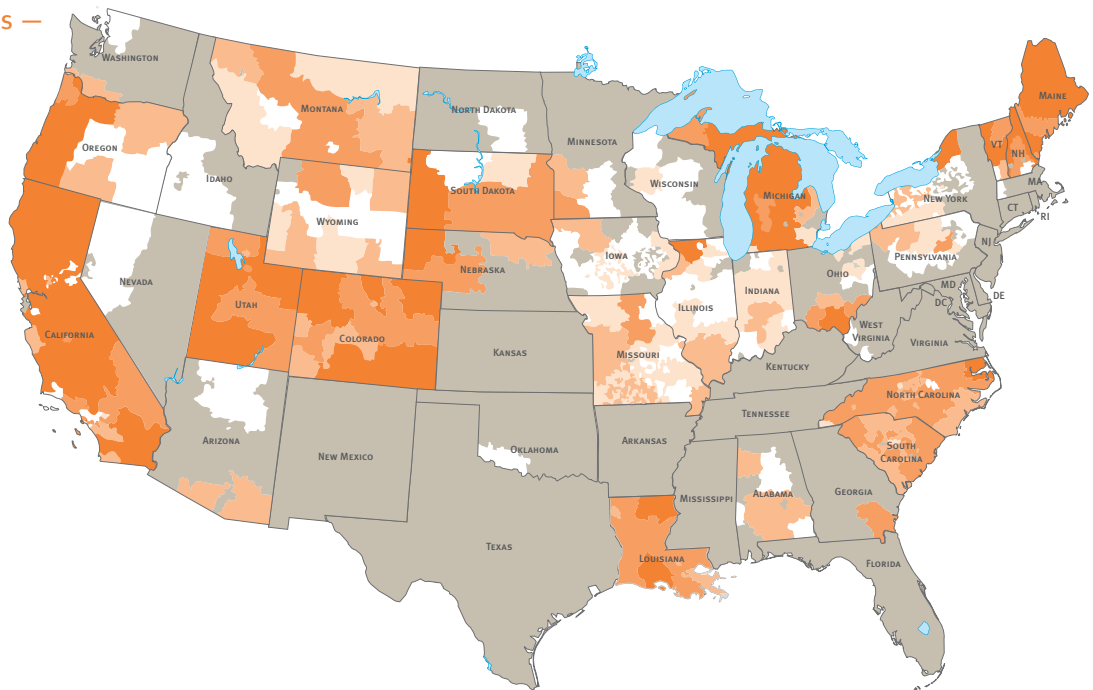 S —
WASHINGTON
MONTANA
NORTH DAKOTA
MINNESOTA
MAINE
OREGON
IDAHO
SOUTH DAKOTA
WISCONSIN
MICHIGAN
VT
NH
WYOMING
NEW YORK
MA
CT
RI
NEVADA
UTAH
COLORADO
NEBRASKA
IOWA
ILLINOIS
INDIANA
OHIO
PENNSYLVANIA
NJ
MD
DE
DC
CALIFORNIA
KANSAS
MISSOURI
KENTUCKY
WEST
VIRGINIA
VIRGINIA
ARIZONA
NEW MEXICO
OKLAHOMA
ARKANSAS
TENNESSEE
NORTH CAROLINA
SOUTH
CAROLINA
TEXAS
LOUISIANA
MISSISSIPPI
ALABAMA
GEORGIA
FLORIDA